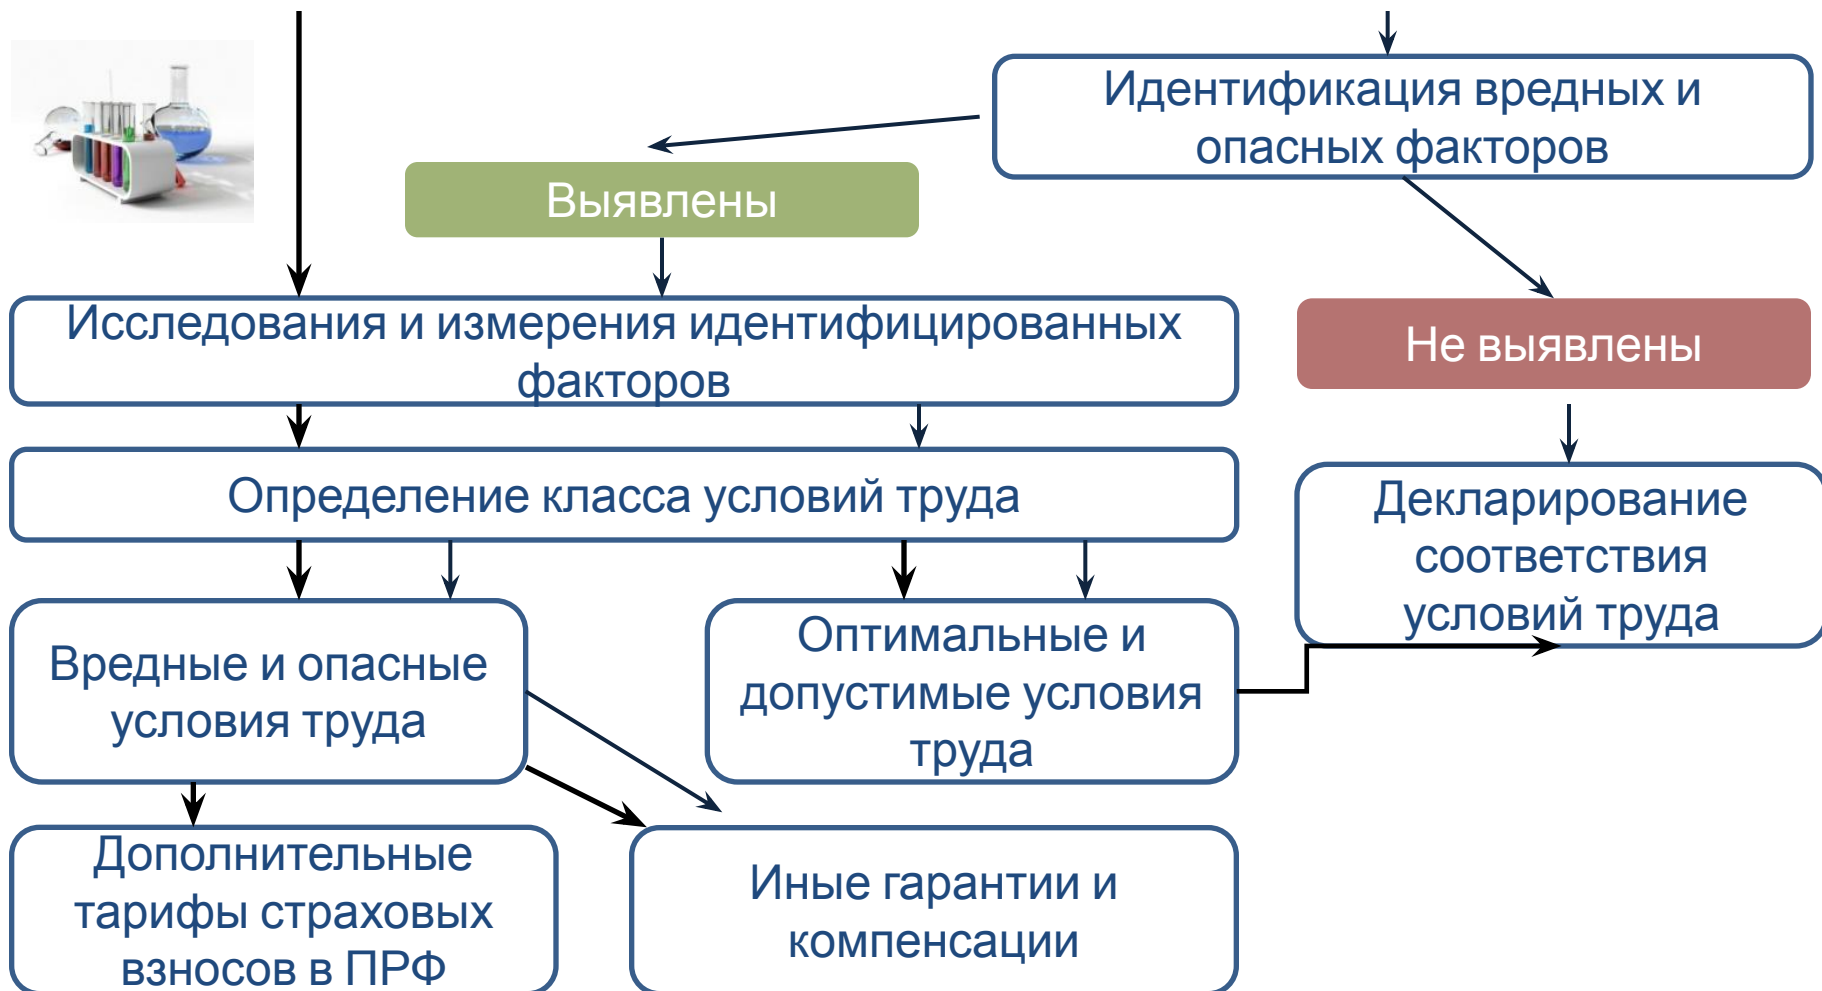 Идентификация вредных и
опасных факторов
Выявлены
Исследования и измерения идентифицированных
факторов
Не выявлены
Определение класса условий труда
Декларирование
соответствия
условий труда
Вредные и опасные
условия труда
Оптимальные и
допустимые условия
труда
Дополнительные
тарифы страховых
взносов в ПРФ
Иные гарантии и
компенсации